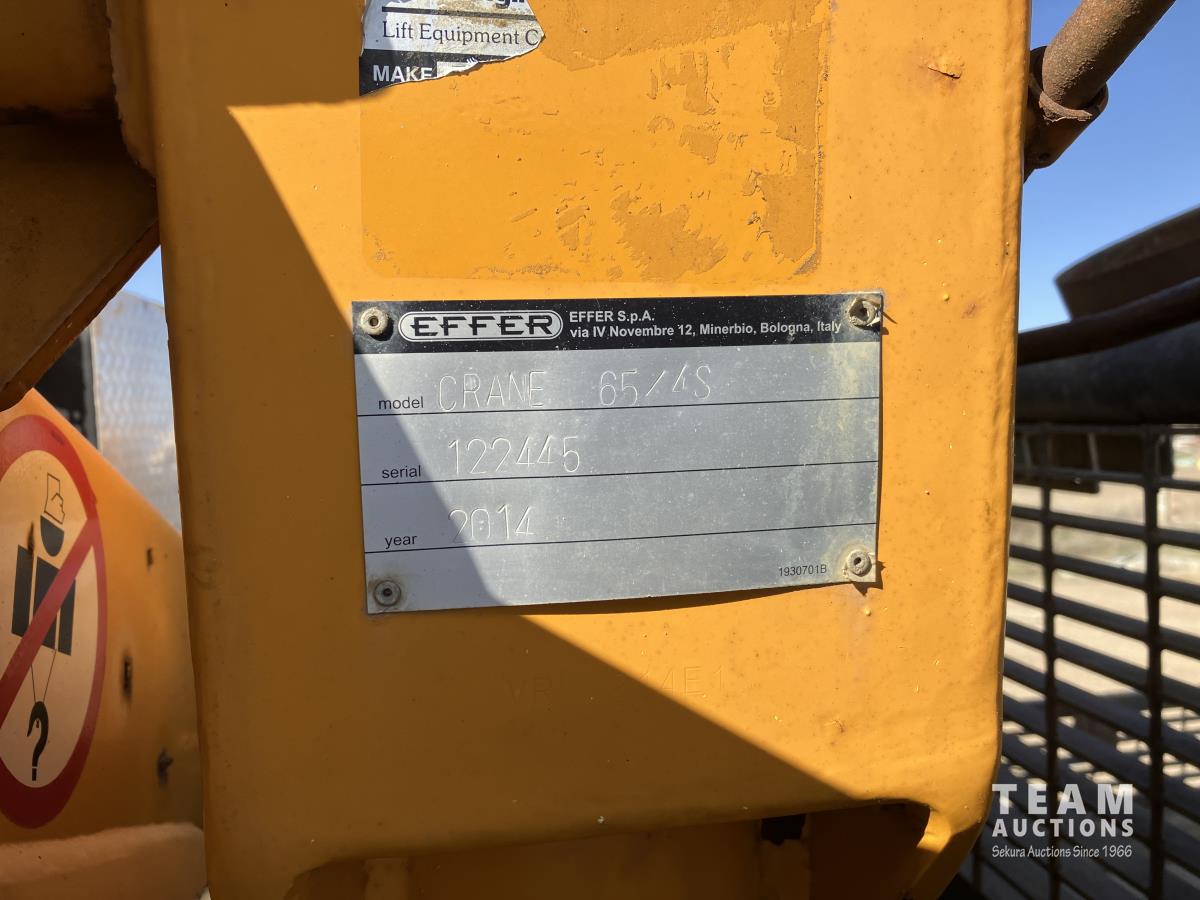 Lift Equipment C
MAKE
EFFER
EFFER S.p.A.
via IV Novembre 12, Minerbio, Bologna, Italy
model CRANE 65/4S
serial 122445
year 2014
1930701B
TEAM
AUCTIONS
Sekura Auctions Since 1966